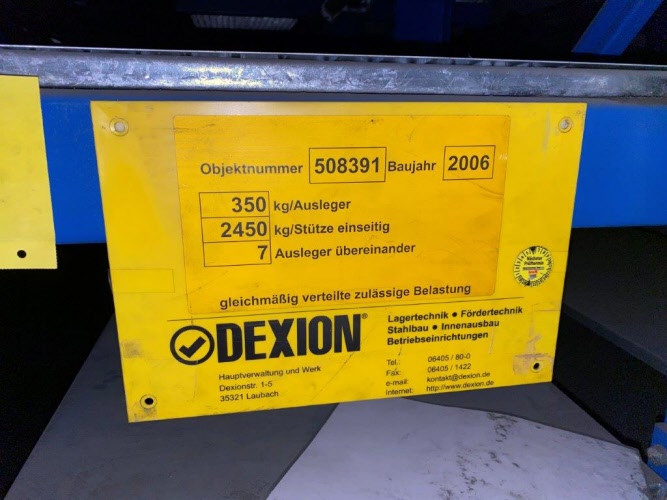 Objektnummer 508391 Baujahr 2006
350 kg/Ausleger
2450 kg/Stütze einseitig
7 Ausleger übereinander
gleichmäßig verteilte zulässige Belastung
DEXION®
Lagertechnik • Fördertechnik
Stahlbau • Innenausbau
Betriebseinrichtungen
Hauptverwaltung und Werk
Dexionstr. 1-5
35321 Laubach
Tel.: 06405 / 80-0
Fax: 06405 / 1422
e-mail: kontakt@dexion.de
Internet: http://www.dexion.de
Nächster
Prüftermin